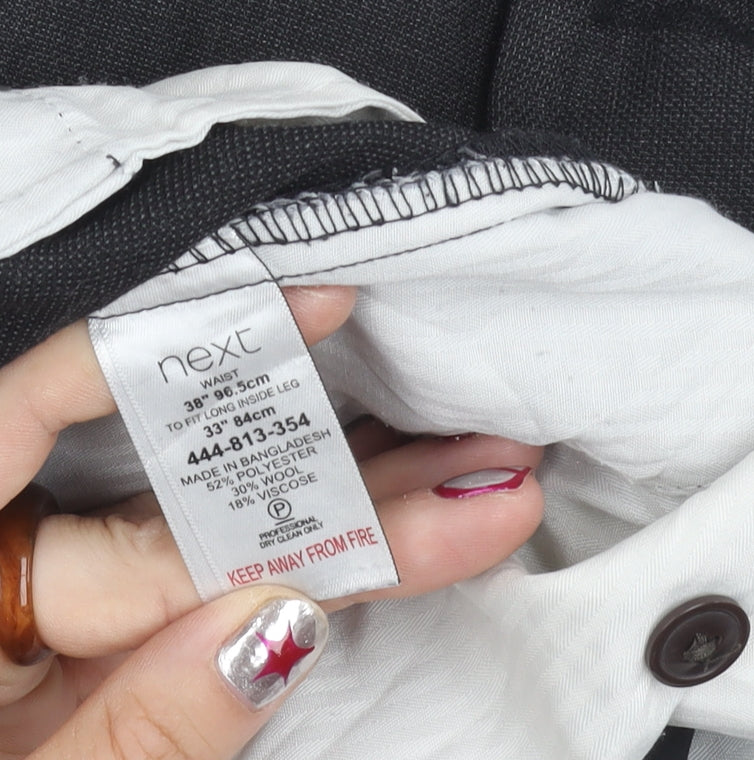 next
WAIST
38" 96.5cm
TO FIT LONG INSIDE LEG
33" 84cm
444-813-354
MADE IN BANGLADESH
52% POLYESTER
30% WOOL
18% VISCOSE
P
PROFESSIONAL
DRY CLEAN ONLY
KEEP AWAY FROM FIRE